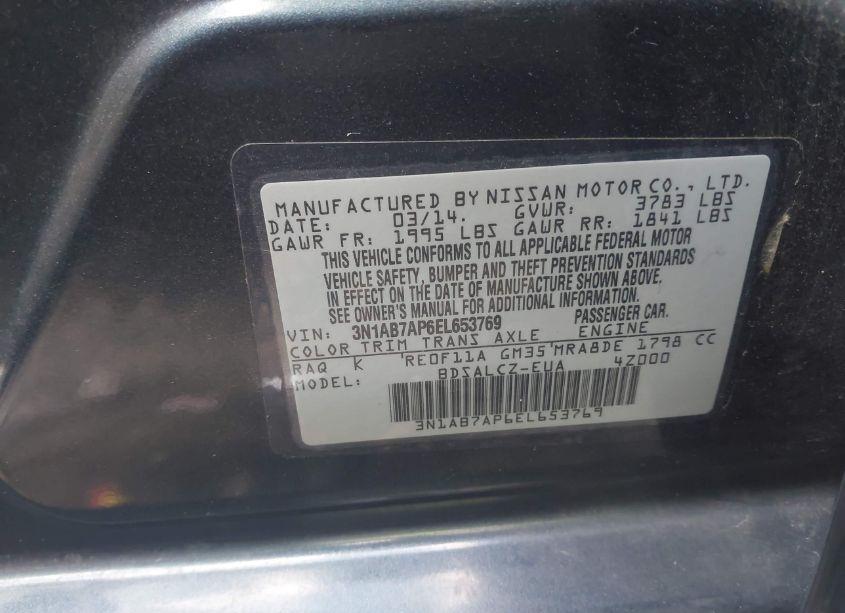 MANUFACTURED BY NISSAN MOTOR CO., LTD.
DATE: 03/14. GVWR: 3783 LBS
GAWR FR: 1995 LBS GAWR RR: 1841 LBS
THIS VEHICLE CONFORMS TO ALL APPLICABLE FEDERAL MOTOR
VEHICLE SAFETY, BUMPER AND THEFT PREVENTION STANDARDS
IN EFFECT ON THE DATE OF MANUFACTURE SHOWN ABOVE.
SEE OWNER'S MANUAL FOR ADDITIONAL INFORMATION.
VIN: 3N1AB7AP6EL653769 PASSENGER CAR.
COLOR TRIM TRANS AXLE ENGINE
RAQ K RE0F11A GM35 MRA8DE 1798 CC
MODEL: BDSALCZ-EUA 4Z000
3N1AB7AP6EL653769